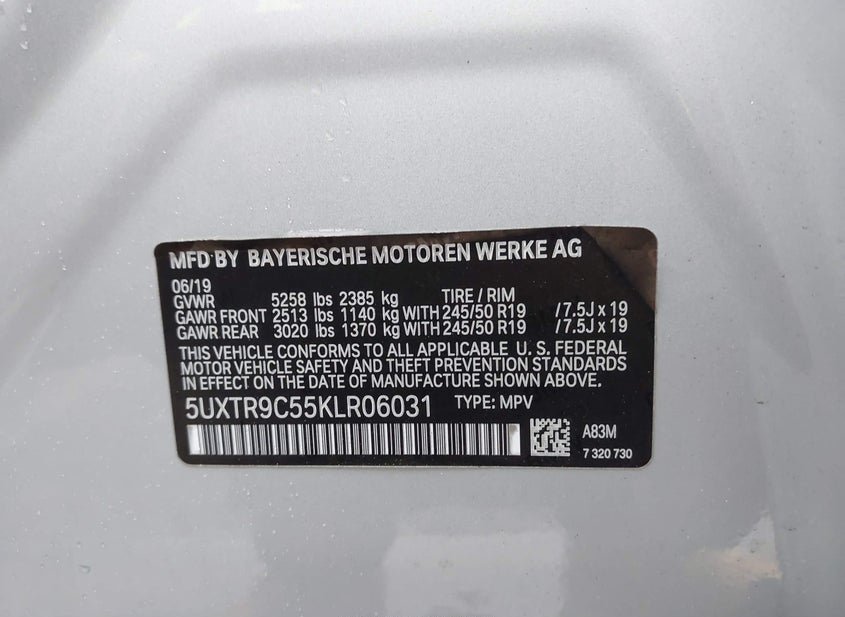 MFD BY BAYERISCHE MOTOREN WERKE AG
06/19
GVWR 5258 lbs 2385 kg TIRE / RIM
GAWR FRONT 2513 lbs 1140 kg WITH 245/50 R19 / 7.5J x 19
GAWR REAR 3020 lbs 1370 kg WITH 245/50 R19 / 7.5J x 19
THIS VEHICLE CONFORMS TO ALL APPLICABLE U. S. FEDERAL
MOTOR VEHICLE SAFETY AND THEFT PREVENTION STANDARDS
IN EFFECT ON THE DATE OF MANUFACTURE SHOWN ABOVE.
5UXTR9C55KLR06031 TYPE: MPV
A83M
7 320 730